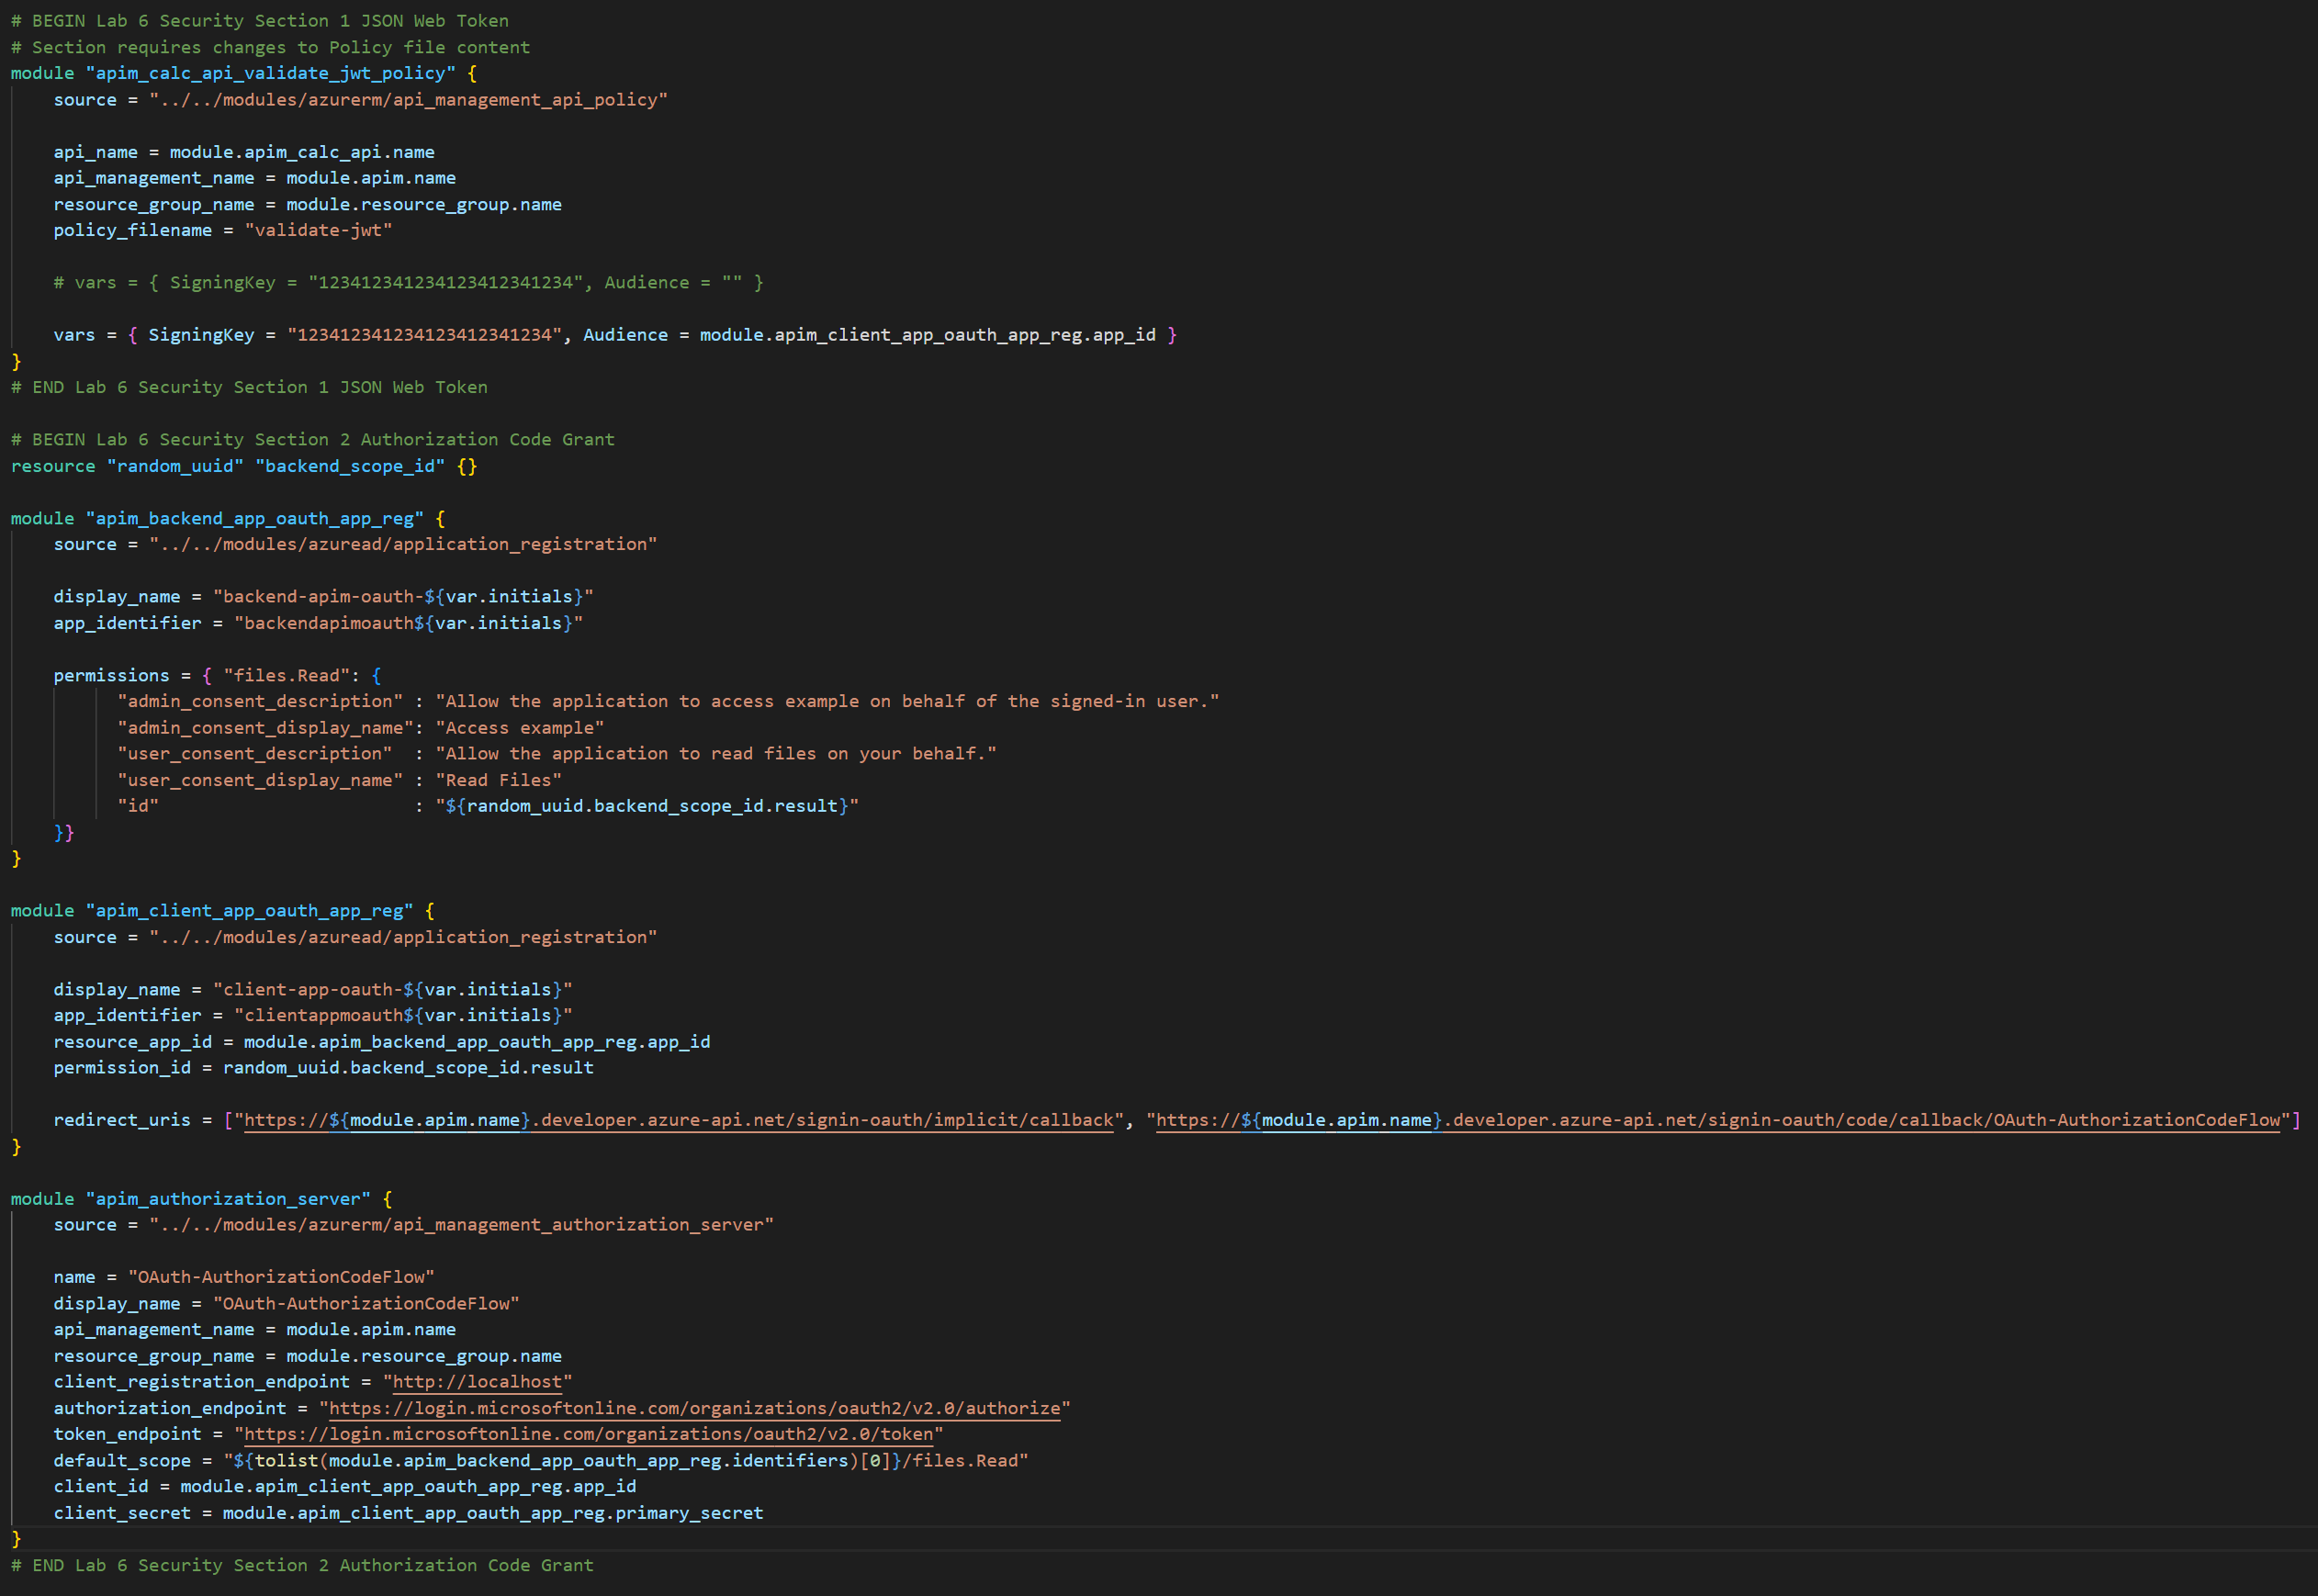 # BEGIN Lab 6 Security Section 1 JSON Web Token
# Section requires changes to Policy file content
module "apim_calc_api_validate_jwt_policy" {
    source = "../../modules/azurerm/api_management_api_policy"

    api_name = module.apim_calc_api.name
    api_management_name = module.apim.name
    resource_group_name = module.resource_group.name
    policy_filename = "validate-jwt"

    # vars = { SigningKey = "123412341234123412341234", Audience = "" }

    vars = { SigningKey = "123412341234123412341234", Audience = module.apim_client_app_oauth_app_reg.app_id }
}
# END Lab 6 Security Section 1 JSON Web Token

# BEGIN Lab 6 Security Section 2 Authorization Code Grant
resource "random_uuid" "backend_scope_id" {}

module "apim_backend_app_oauth_app_reg" {
    source = "../../modules/azuread/application_registration"

    display_name = "backend-apim-oauth-${var.initials}"
    app_identifier = "backendapimoauth${var.initials}"

    permissions = { "files.Read": {
          "admin_consent_description" : "Allow the application to access example on behalf of the signed-in user."
          "admin_consent_display_name": "Access example"
          "user_consent_description"  : "Allow the application to read files on your behalf."
          "user_consent_display_name" : "Read Files"
          "id"                        : "${random_uuid.backend_scope_id.result}"
    }}
}

module "apim_client_app_oauth_app_reg" {
    source = "../../modules/azuread/application_registration"

    display_name = "client-app-oauth-${var.initials}"
    app_identifier = "clientappmoauth${var.initials}"
    resource_app_id = module.apim_backend_app_oauth_app_reg.app_id
    permission_id = random_uuid.backend_scope_id.result

    redirect_uris = ["https://${module.apim.name}.developer.azure-api.net/signin-oauth/implicit/callback", "https://${module.apim.name}.developer.azure-api.net/signin-oauth/code/callback/OAuth-AuthorizationCodeFlow"]
}

module "apim_authorization_server" {
    source = "../../modules/azurerm/api_management_authorization_server"

    name = "OAuth-AuthorizationCodeFlow"
    display_name = "OAuth-AuthorizationCodeFlow"
    api_management_name = module.apim.name
    resource_group_name = module.resource_group.name
    client_registration_endpoint = "http://localhost"
    authorization_endpoint = "https://login.microsoftonline.com/organizations/oauth2/v2.0/authorize"
    token_endpoint = "https://login.microsoftonline.com/organizations/oauth2/v2.0/token"
    default_scope = "${tolist(module.apim_backend_app_oauth_app_reg.identifiers)[0]}/files.Read"
    client_id = module.apim_client_app_oauth_app_reg.app_id
    client_secret = module.apim_client_app_oauth_app_reg.primary_secret
}
# END Lab 6 Security Section 2 Authorization Code Grant